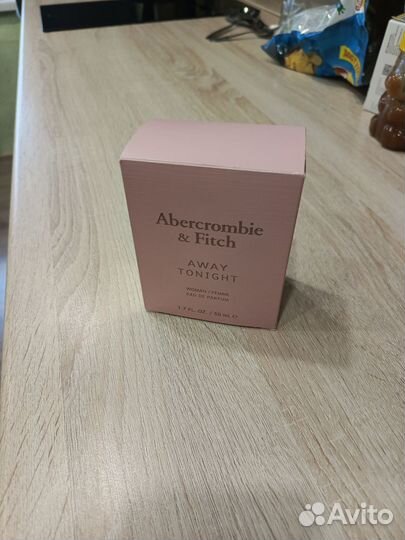 Abercrombie
& Fitch
AWAY
TONIGHT
WOMAN / FEMME
EAU DE PARFUM
1.7 FL. OZ. / 50 mL ℮
Avito